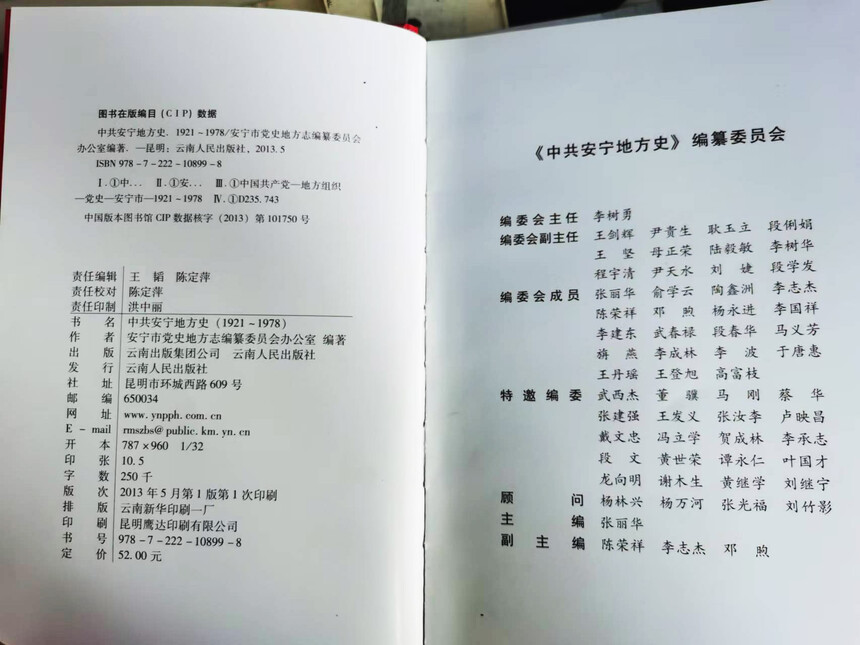 图书在版编目(CIP)数据
中共安宁地方史. 1921~1978/安宁市党史地方志编纂委员会
办公室编著. —昆明：云南人民出版社，2013.5
ISBN 978-7-222-10899-8
Ⅰ.①中… Ⅱ.①安… Ⅲ.①中国共产党—地方组织
—党史—安宁市—1921-1978 Ⅳ.①D235.743
中国版本图书馆CIP数据核字(2013)第101750号
责任编辑 王 韬 陈定萍
责任校对 陈定萍
责任印制 洪中丽
书 名 中共安宁地方史(1921~1978)
作 者 安宁市党史地方志编纂委员会办公室 编著
出 版 云南出版集团公司 云南人民出版社
发 行 云南人民出版社
社 址 昆明市环城西路609号
邮 编 650034
网 址 www.ynpph.com.cn
E-mail rmszbs@public.km.yn.cn
开 本 787×960 1/32
印 张 10.5
字 数 250千
版 次 2013年5月第1版第1次印刷
排 版 云南新华印刷一厂
印 刷 昆明鹰达印刷有限公司
书 号 978-7-222-10899-8
定 价 52.00元
《中共安宁地方史》编纂委员会
编委会主任 李树勇
编委会副主任 王剑辉 尹贵生 耿玉立 段俐娟
王 坚 母正荣 陆毅敏 李树华
程宇清 尹天水 刘 婕 段学发
编委会成员 张丽华 俞学云 陶鑫洲 李志杰
陈荣祥 邓 煦 杨永进 李国祥
李建东 武春禄 段春华 马义芳
旃 燕 李成林 李 波 于唐惠
王丹瑶 王登旭 高富枝
特邀编委 武西杰 董 骥 马 刚 蔡 华
张建强 王发义 张汝李 卢映昌
戴文忠 冯立学 贺成林 李承志
段 文 黄世荣 谭永仁 叶国才
龙向明 谢木生 黄继学 刘继宁
顾 问 杨林兴 杨万河 张光福 刘竹影
主 编 张丽华
副主编 陈荣祥 李志杰 邓 煦